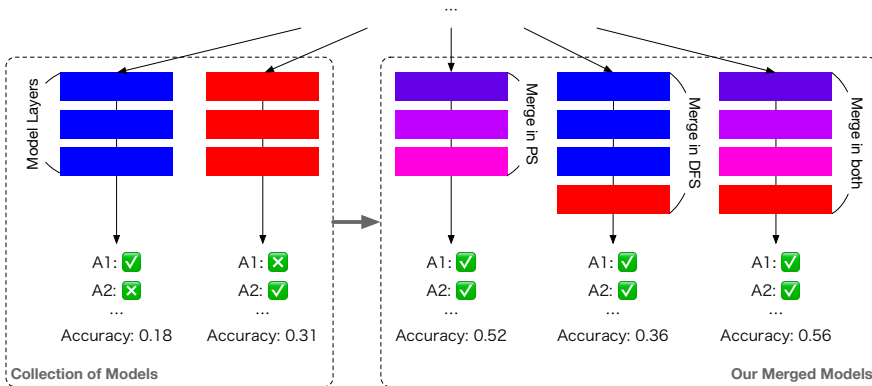 ...
Model Layers
Merge in PS
Merge in DFS
Merge in both
A1: ✅
A1: ❎
A1: ✅
A1: ✅
A1: ✅
A2: ❎
A2: ✅
A2: ✅
A2: ✅
A2: ✅
...
...
...
...
...
Accuracy: 0.18
Accuracy: 0.31
Accuracy: 0.52
Accuracy: 0.36
Accuracy: 0.56
Collection of Models
Our Merged Models